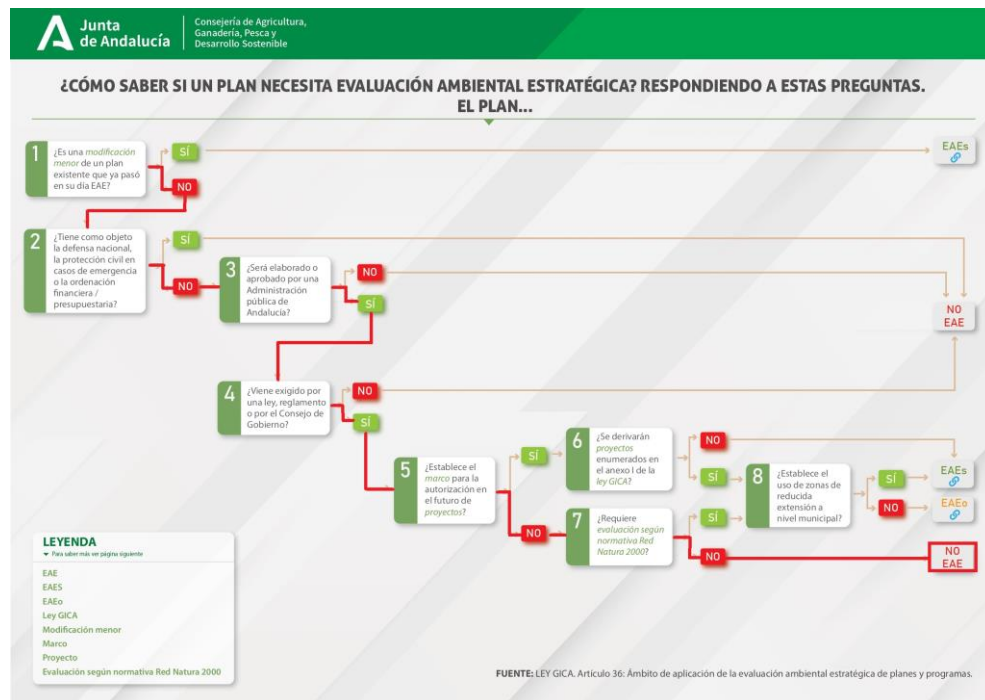 Junta
de Andalucía
Consejería de Agricultura,
Ganadería, Pesca y
Desarrollo Sostenible
¿CÓMO SABER SI UN PLAN NECESITA EVALUACIÓN AMBIENTAL ESTRATÉGICA? RESPONDIENDO A ESTAS PREGUNTAS.
EL PLAN...
1
¿Es una modificación
menor de un plan
existente que ya pasó
en su día EAE?
SÍ
NO
EAEs
2
¿Tiene como objeto
la defensa nacional,
la protección civil en
casos de emergencia
o la ordenación
financiera /
presupuestaria?
SÍ
NO
3
¿Será elaborado o
aprobado por una
Administración
pública de
Andalucía?
NO
SÍ
NO
EAE
4
¿Viene exigido por
una ley, reglamento
o por el Consejo de
Gobierno?
NO
SÍ
5
¿Establece el
marco para la
autorización en
el futuro de
proyectos?
SÍ
NO
6
¿Se derivarán
proyectos
enumerados en
el anexo I de la
ley GICA?
NO
SÍ
7
¿Requiere
evaluación según
normativa Red
Natura 2000?
SÍ
NO
8
¿Establece el
uso de zonas de
reducida
extensión a
nivel municipal?
SÍ
NO
EAEs
EAEo
NO
EAE
LEYENDA
Para saber más ver página siguiente
EAE
EAES
EAEo
Ley GICA
Modificación menor
Marco
Proyecto
Evaluación según normativa Red Natura 2000
FUENTE: LEY GICA. Artículo 36: Ámbito de aplicación de la evaluación ambiental estratégica de planes y programas.